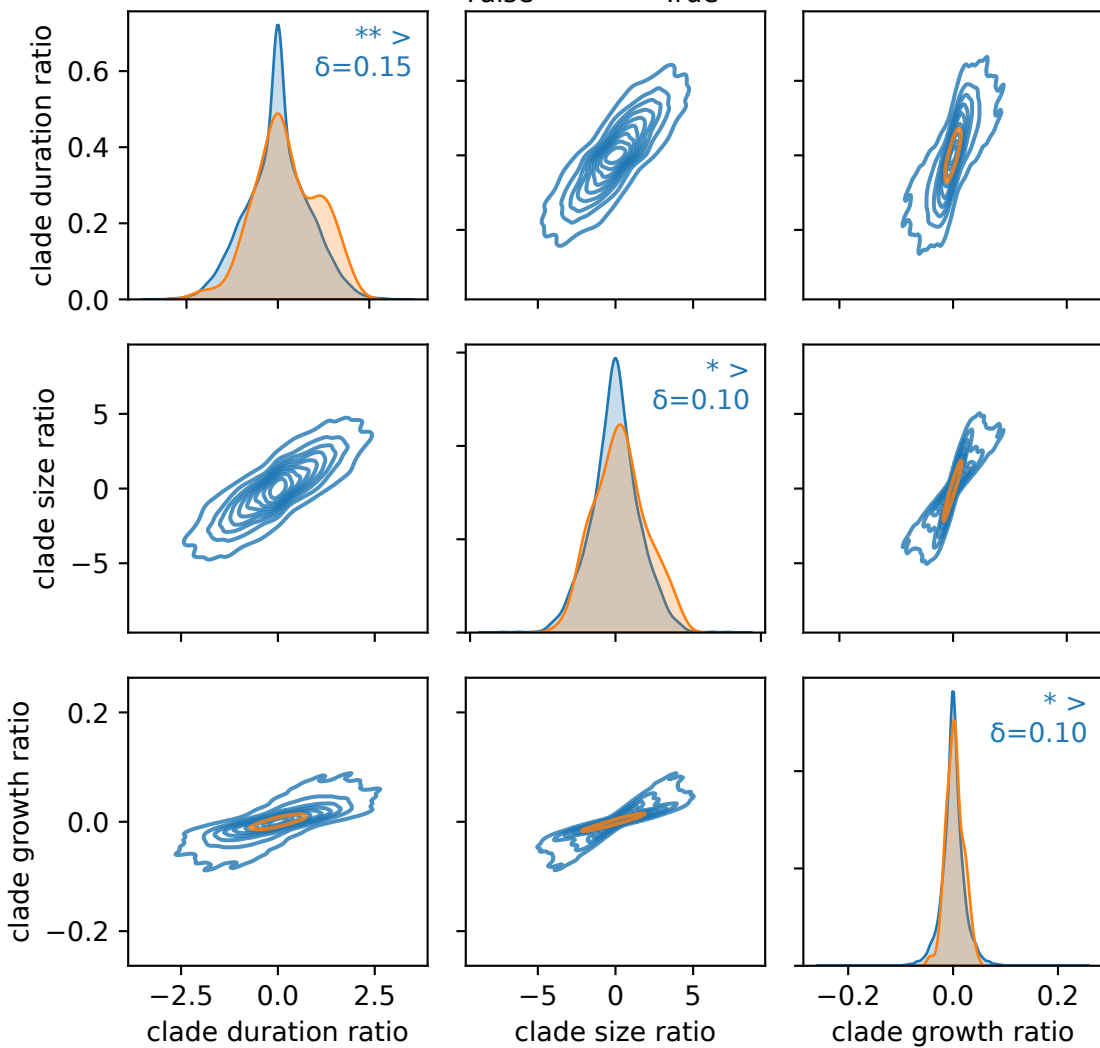 ** >
δ=0.15
clade duration ratio
0.6
0.4
0.2
0.0
* >
δ=0.10
clade size ratio
5
0
−5
* >
δ=0.10
clade growth ratio
0.2
0.0
−0.2
−2.5 0.0 2.5
−5 0 5
−0.2 0.0 0.2
clade duration ratio
clade size ratio
clade growth ratio